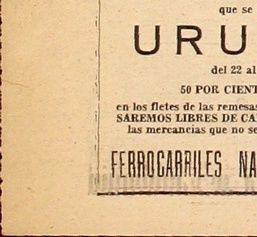 que se
URU
del 22 al
50 POR CIENT
en los fletes de las remesas
SAREMOS LIBRES DE CA
las mercancías que no se
FERROCARRILES NA